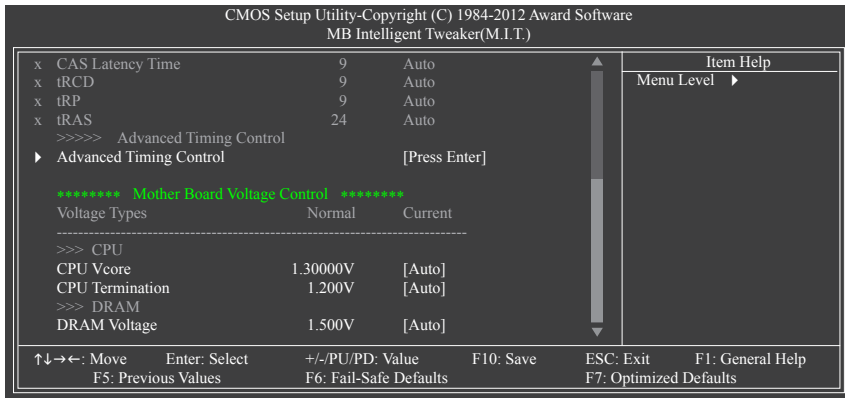 CMOS Setup Utility-Copyright (C) 1984-2012 Award Software
MB Intelligent Tweaker(M.I.T.)
x CAS Latency Time 9 Auto
x tRCD 9 Auto
x tRP 9 Auto
x tRAS 24 Auto
>>>>> Advanced Timing Control
Advanced Timing Control [Press Enter]
******** Mother Board Voltage Control ********
Voltage Types Normal Current
-----------------------------------------------------------------------------
>>> CPU
CPU Vcore 1.30000V [Auto]
CPU Termination 1.200V [Auto]
>>> DRAM
DRAM Voltage 1.500V [Auto]
Item Help
Menu Level
↑↓→←: Move Enter: Select +/-/PU/PD: Value F10: Save ESC: Exit F1: General Help
F5: Previous Values F6: Fail-Safe Defaults F7: Optimized Defaults